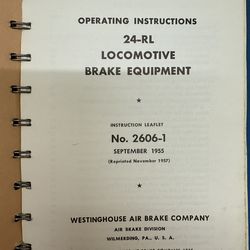 OPERATING INSTRUCTIONS
24-RL
LOCOMOTIVE
BRAKE EQUIPMENT
★
INSTRUCTION LEAFLET
No. 2606-1
SEPTEMBER 1955
(Reprinted November 1957)
★
WESTINGHOUSE AIR BRAKE COMPANY
AIR BRAKE DIVISION
WILMERDING, PA., U. S. A.